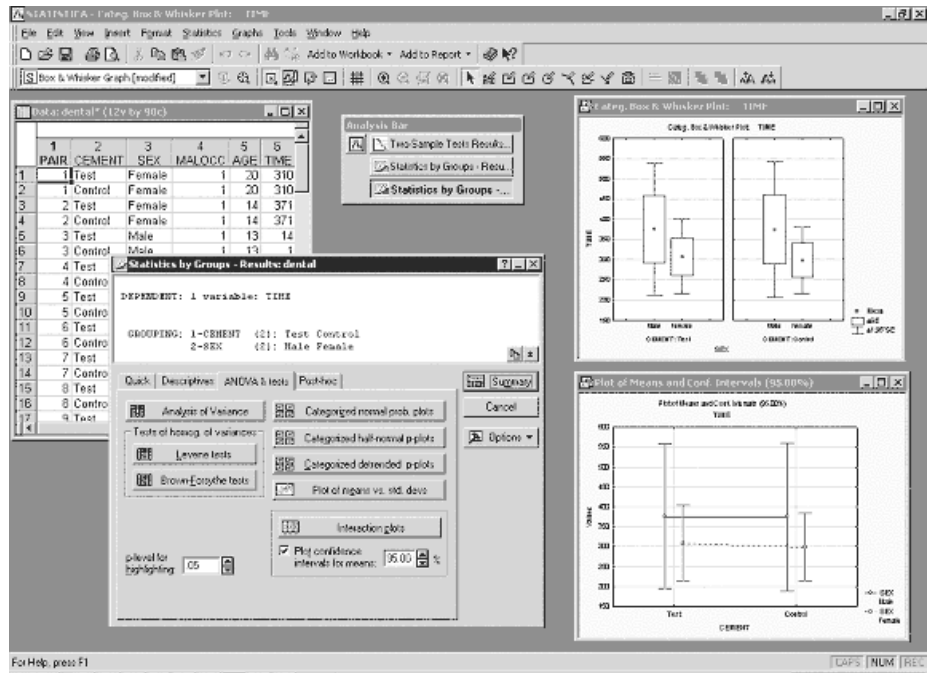 STATISTICA - Categ. Box & Whisker Plot: TIME
File Edit View Insert Format Statistics Graphs Tools Window Help
Add to Workbook Add to Report
Box & Whisker Graph [modified]
Data: dental* (12v by 90c)
1 2 3 4 5 6
PAIR CEMENT SEX MALOCC AGE TIME
1 1 Test Female 1 20 310
2 1 Control Female 1 20 310
3 2 Test Female 1 14 371
4 2 Control Female 1 14 371
5 3 Test Male 1 13 14
6 3 Control Male 1 13 1
7 4 Test
8 4 Contro
9 5 Test
10 5 Contro
11 6 Test
12 6 Contro
13 7 Test
14 7 Contro
15 8 Test
16 8 Contro
17 9 Test
Analysis Bar
Two-Sample Tests Results...
Statistics by Groups - Resu...
Statistics by Groups - ...
Statistics by Groups - Results: dental
DEPENDENT: 1 variable: TIME
GROUPING: 1-CEMENT (2): Test Control
2-SEX (2): Male Female
Quick Descriptives ANOVA & tests Post-hoc
Summary
Cancel
Options
Analysis of Variance
Tests of homog. of variances
Levene tests
Brown-Forsythe tests
Categorized normal prob. plots
Categorized half-normal p-plots
Categorized detrended p-plots
Plot of means vs. std. devs
Interaction plots
Plot confidence
intervals for means: 95.00 %
p-level for
highlighting: .05
Categ. Box & Whisker Plot: TIME
Categ. Box & Whisker Plot: TIME
TIME
Male Female
CEMENT: Test
Male Female
CEMENT: Control
SEX
Mean
Plot of Means and Conf. Intervals (95.00%)
Plot of Means and Conf. Intervals (95.00%)
TIME
Values
600
550
500
450
400
350
300
250
200
150
Test Control
CEMENT
SEX
Male
SEX
Female
For Help, press F1
CAPS NUM REC